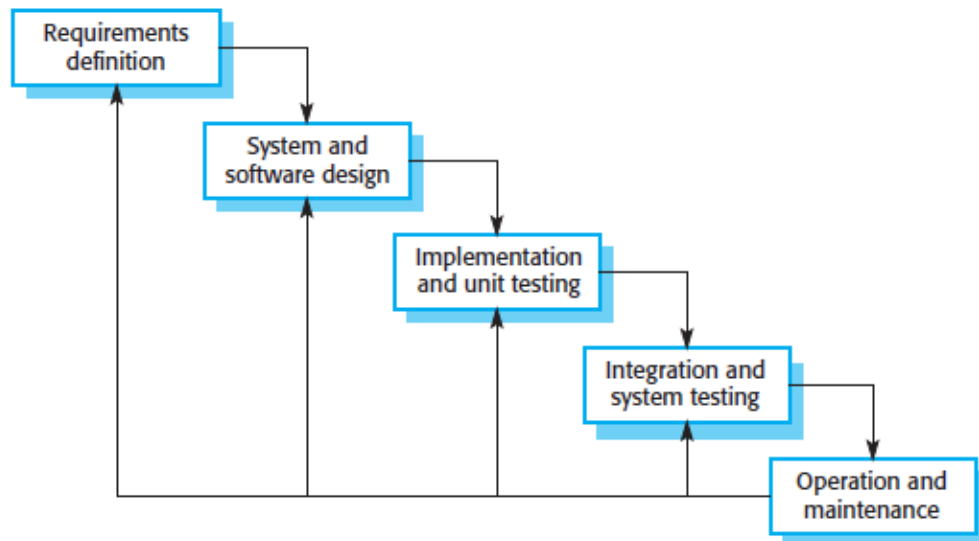 Requirements
definition
System and
software design
Implementation
and unit testing
Integration and
system testing
Operation and
maintenance